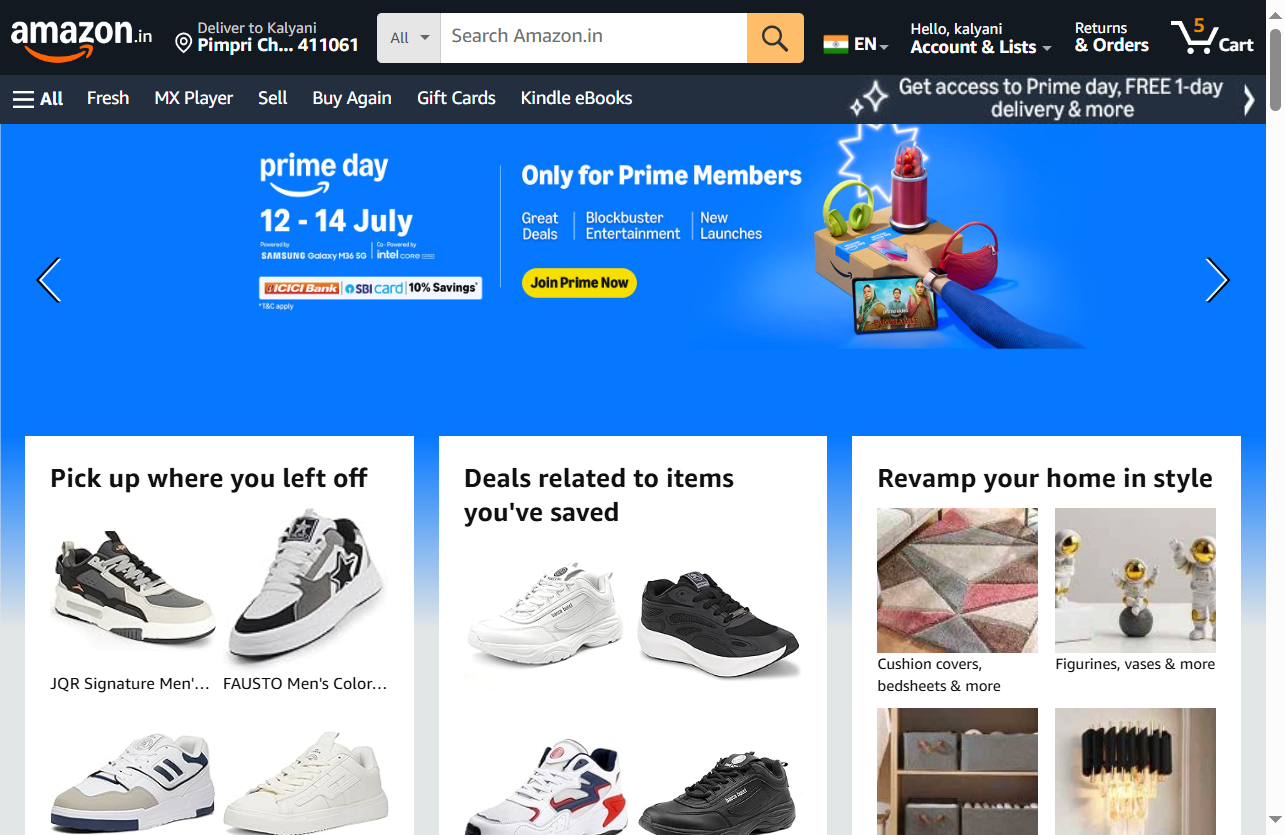 amazon.in
Deliver to Kalyani
Pimpri Ch... 411061
All
Search Amazon.in
EN
Hello, kalyani
Account & Lists
Returns
& Orders
5
Cart
All
Fresh
MX Player
Sell
Buy Again
Gift Cards
Kindle eBooks
Get access to Prime day, FREE 1-day
delivery & more
prime day
12 - 14 July
Powered by
SAMSUNG Galaxy M36 5G
Co-Powered by
intel CORE
ICICI Bank
SBI card
10% Savings*
*T&C apply
Only for Prime Members
Great
Deals
Blockbuster
Entertainment
New
Launches
Join Prime Now
Pick up where you left off
JQR Signature Men'...
FAUSTO Men's Color...
Deals related to items
you've saved
bacca bucci
bacca bucci
Revamp your home in style
Cushion covers,
bedsheets & more
Figurines, vases & more